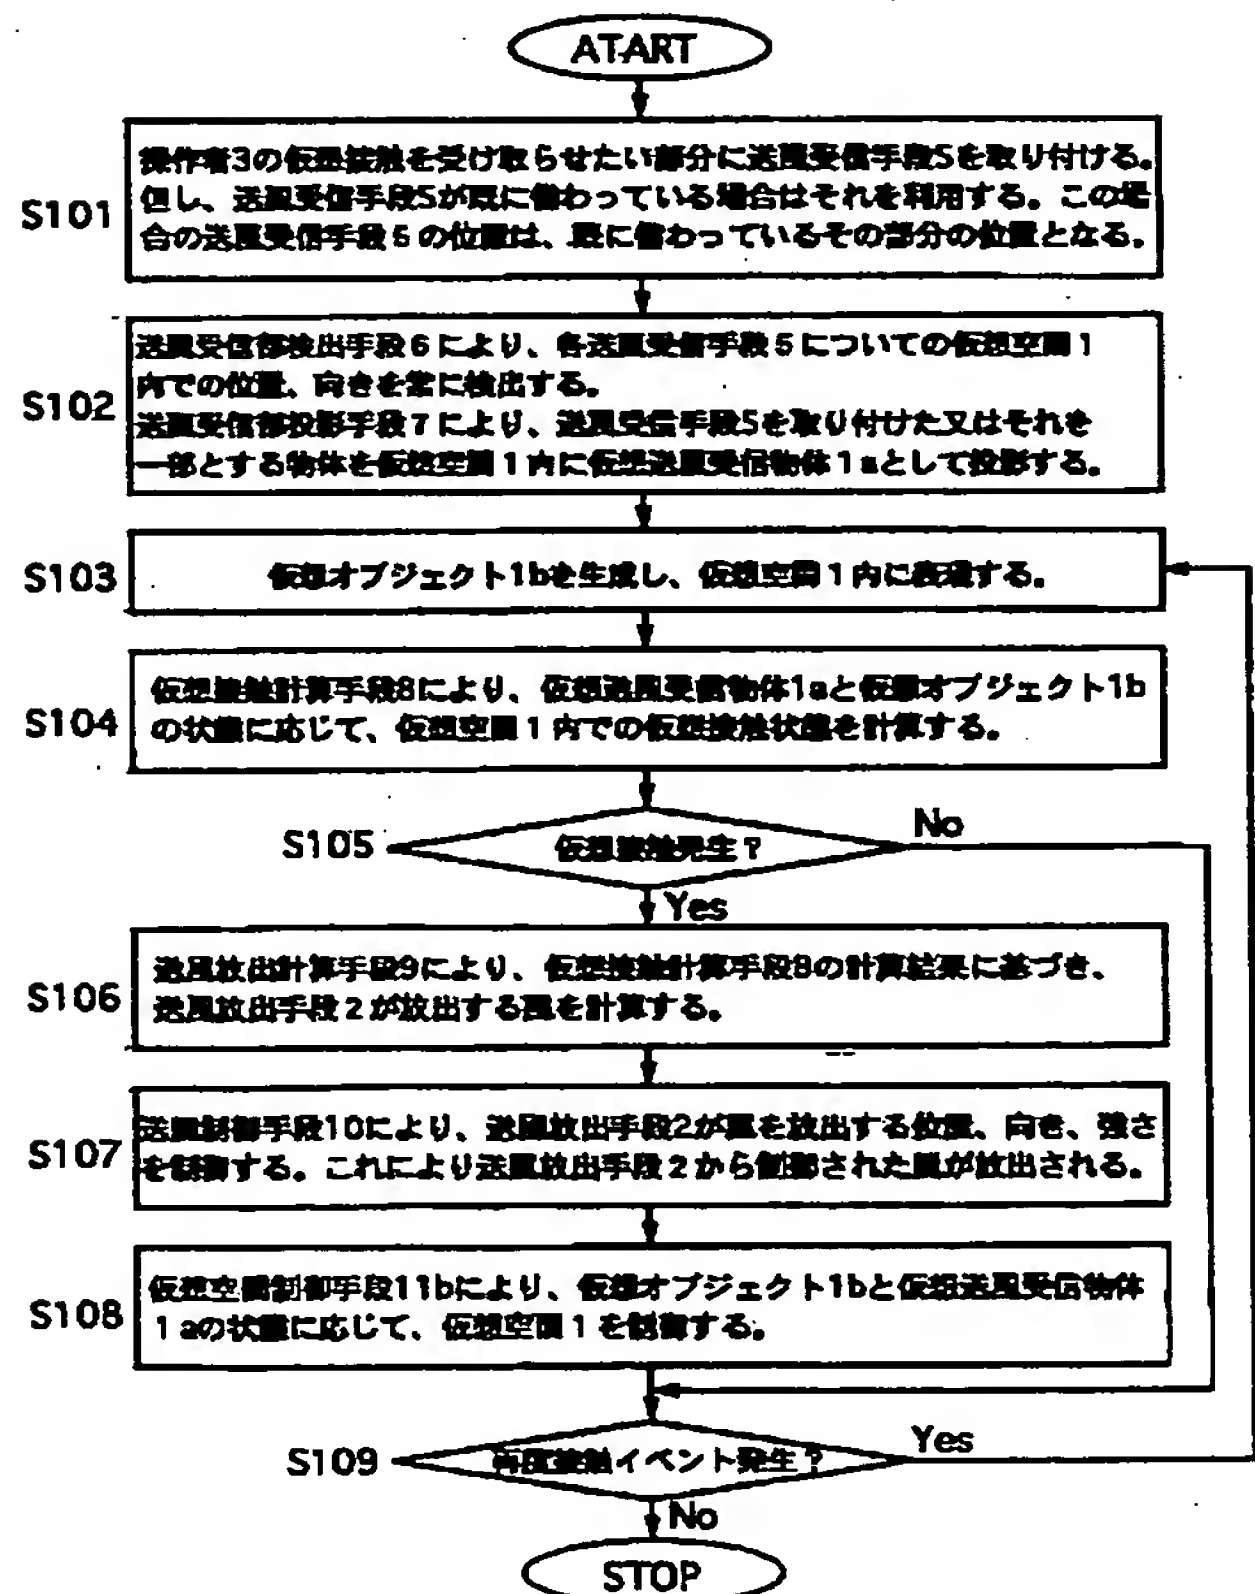 ATART
S101
操作者3の仮想接触を受け取らせたい部分に送風受信手段5を取り付ける。
但し、送風受信手段5が既に備わっている場合はそれを利用する。この場
合の送風受信手段5の位置は、既に備わっているその部分の位置となる。
S102
送風受信部検出手段6により、各送風受信手段5についての仮想空間1
内での位置、向きを常に検出する。
送風受信部投影手段7により、送風受信手段5を取り付けた又はそれを
一部とする物体を仮想空間1内に仮想送風受信物体1aとして投影する。
S103
仮想オブジェクト1bを生成し、仮想空間1内に表現する。
S104
仮想接触計算手段8により、仮想送風受信物体1aと仮想オブジェクト1b
の状態に応じて、仮想空間1内での仮想接触状態を計算する。
S105
仮想接触発生?
No
Yes
S106
送風放出計算手段9により、仮想接触計算手段8の計算結果に基づき、
送風放出手段2が放出する風を計算する。
S107
送風制御手段10により、送風放出手段2が風を放出する位置、向き、強さ
を制御する。これにより送風放出手段2から制御された風が放出される。
S108
仮想空間制御手段11bにより、仮想オブジェクト1bと仮想送風受信物体
1aの状態に応じて、仮想空間1を制御する。
S109
再度接触イベント発生?
Yes
No
STOP